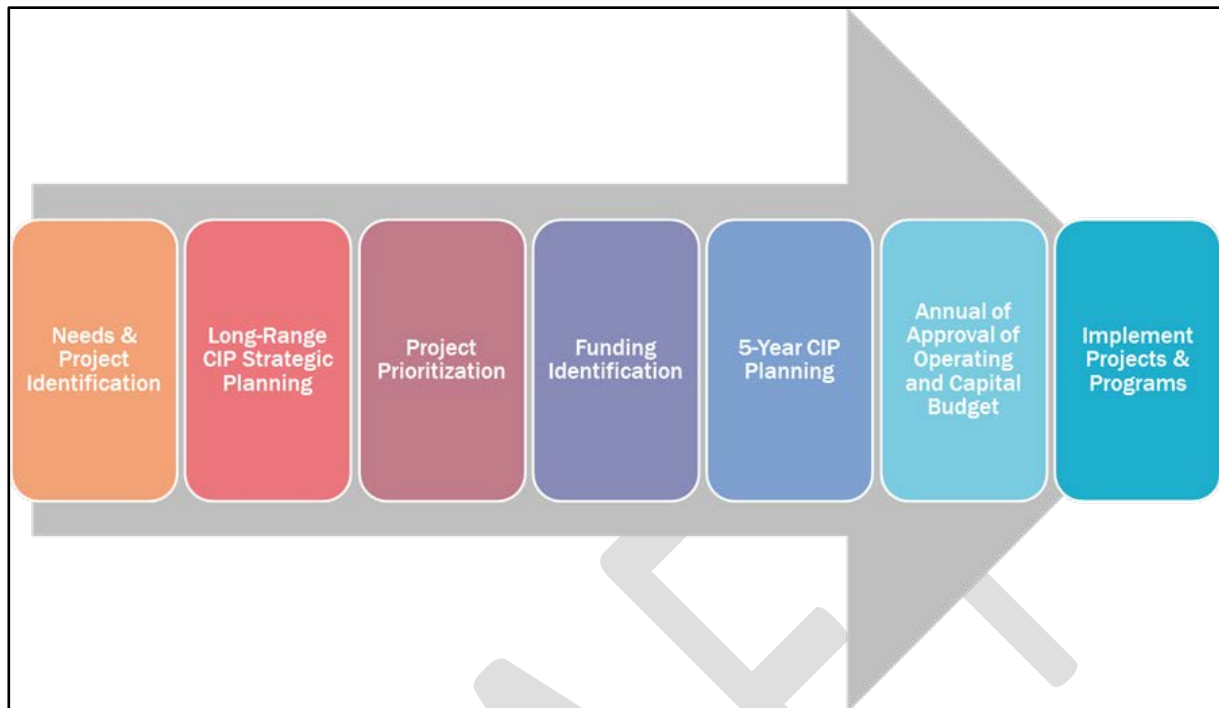 Needs &
Project
Identification
Long-Range
CIP Strategic
Planning
Project
Prioritization
Funding
Identification
5-Year CIP
Planning
Annual of
Approval of
Operating
and Capital
Budget
Implement
Projects &
Programs